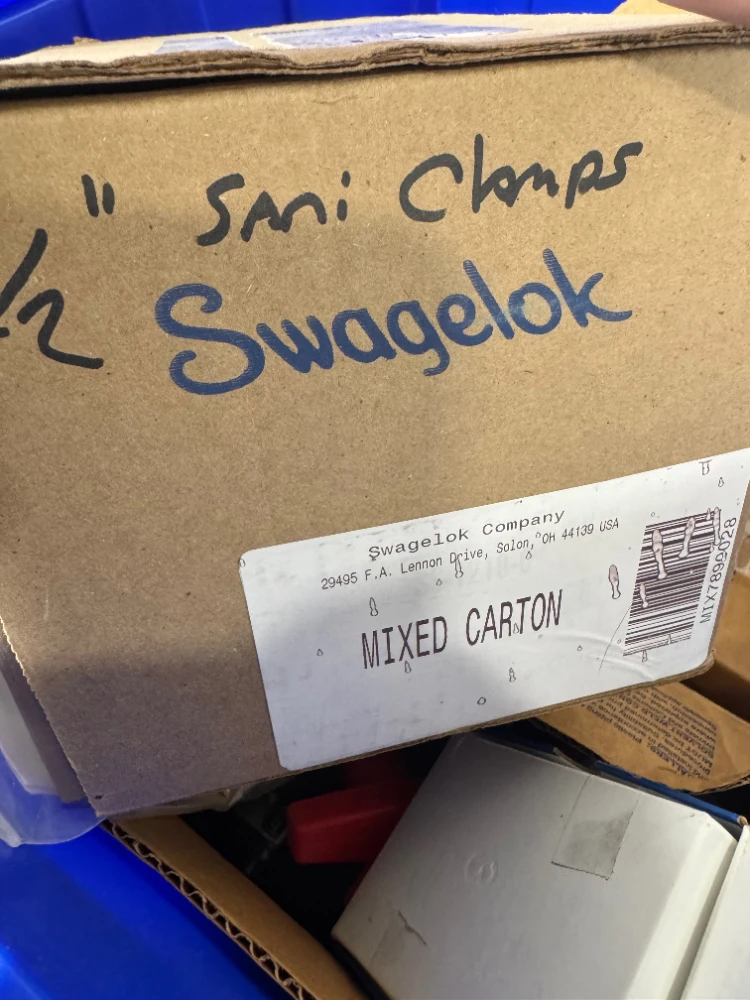 1/2" Sani Clamps
Swagelok
Swagelok Company
29495 F.A. Lennon Drive, Solon, OH 44139 USA
MIXED CARTON
MIX7899028